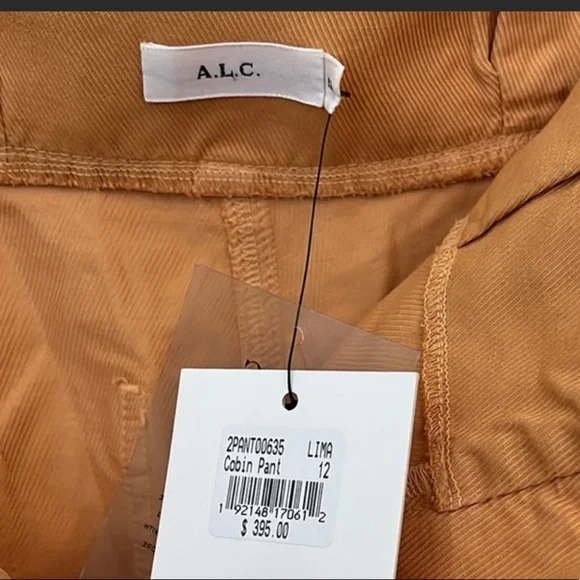 A.L.C.
2PANT00635 LIMA
Cobin Pant 12
1 92148 17061 2
$ 395.00